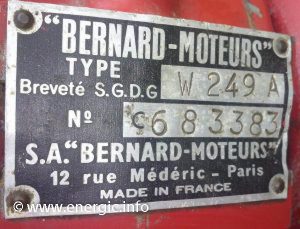 "BERNARD-MOTEURS"
TYPE
Breveté S.G.D.G W 249 A
Nº 683383
S.A."BERNARD-MOTEURS"
12 rue Médéric - Paris
MADE IN FRANCE
© www.energic.info